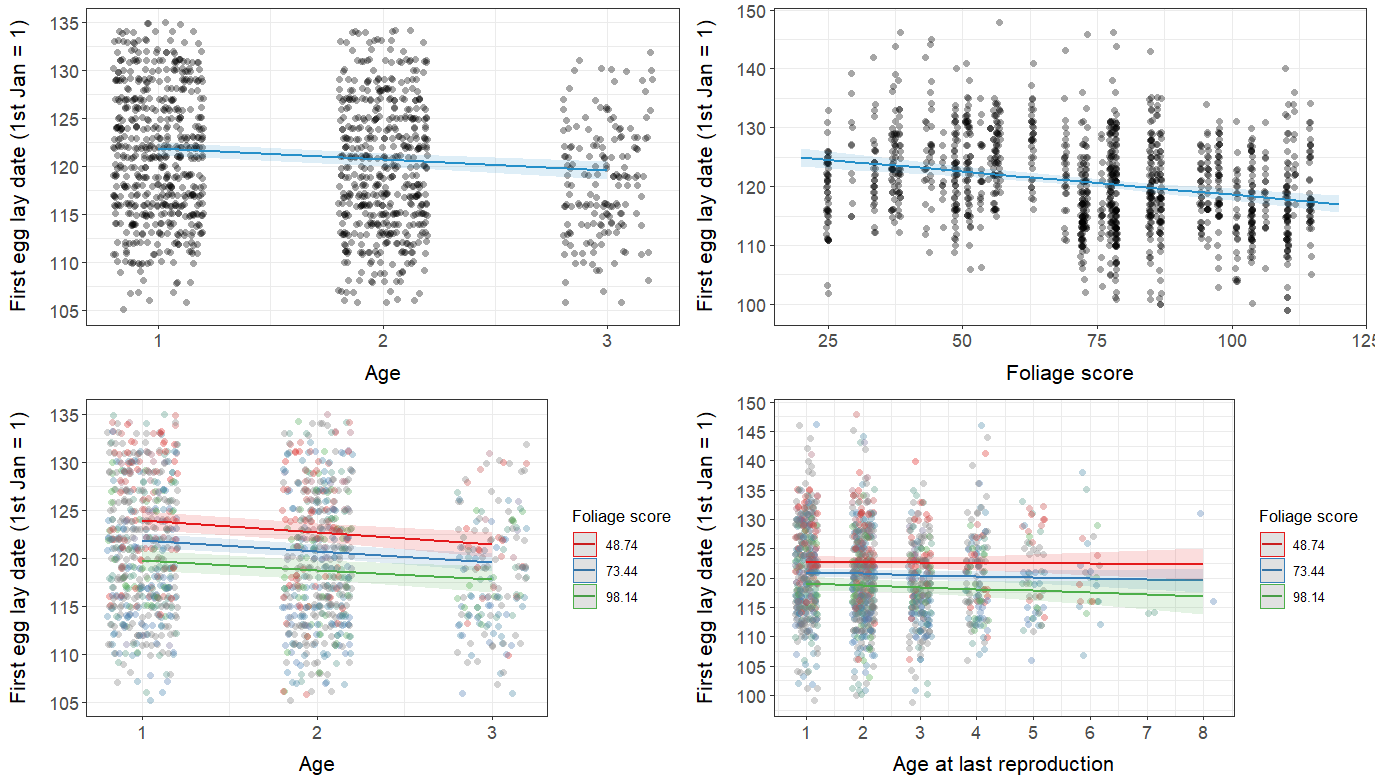 First egg lay date (1st Jan = 1)
135
130
125
120
115
110
105
1 2 3
Age
First egg lay date (1st Jan = 1)
150
140
130
120
110
100
25 50 75 100 125
Foliage score
First egg lay date (1st Jan = 1)
135
130
125
120
115
110
105
1 2 3
Age
Foliage score
48.74
73.44
98.14
First egg lay date (1st Jan = 1)
150
145
140
135
130
125
120
115
110
105
100
1 2 3 4 5 6 7 8
Age at last reproduction
Foliage score
48.74
73.44
98.14